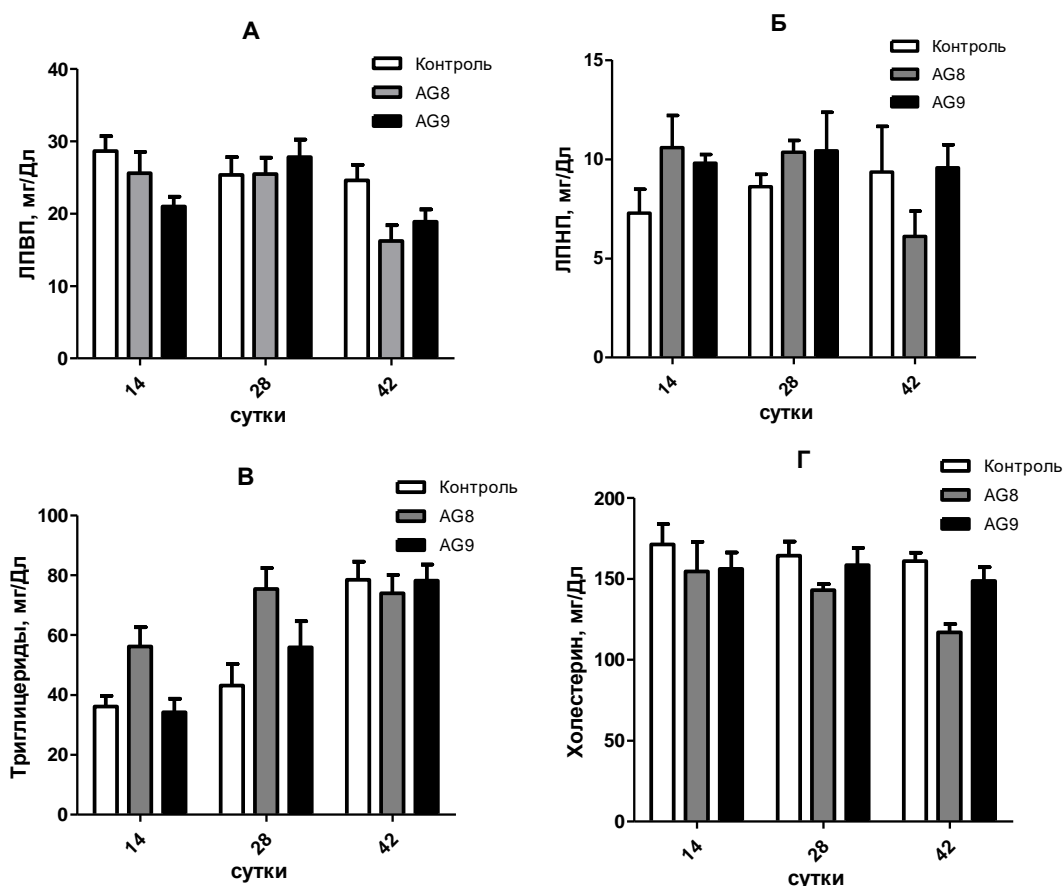 А
Контроль
AG8
AG9
ЛПВП, мг/Дл
40
30
20
10
0
14
28
42
сутки
Б
Контроль
AG8
AG9
ЛПНП, мг/Дл
15
10
5
0
14
28
42
сутки
В
Контроль
AG8
AG9
Триглицериды, мг/Дл
100
80
60
40
20
0
14
28
42
сутки
Г
Контроль
AG8
AG9
Холестерин, мг/Дл
200
150
100
50
0
14
28
42
сутки